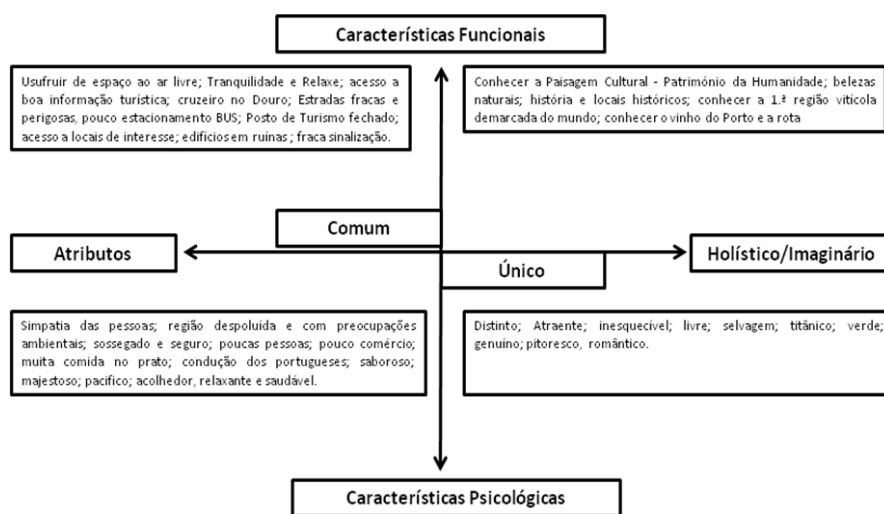 Características Funcionais
Usufruir de espaço ao ar livre; Tranquilidade e Relaxe; acesso a
boa informação turística; cruzeiro no Douro; Estradas fracas e
perigosas, pouco estacionamento BUS; Posto de Turismo fechado;
acesso a locais de interesse; edifícios em ruínas ; fraca sinalização.
Conhecer a Paisagem Cultural - Património da Humanidade; belezas
naturais; história e locais históricos; conhecer a 1.ª região vitícola
demarcada do mundo; conhecer o vinho do Porto e a rota
Comum
Atributos
Único
Holístico/Imaginário
Simpatia das pessoas; região despoluída e com preocupações
ambientais; sossegado e seguro; poucas pessoas; pouco comércio;
muita comida no prato; condução dos portugueses; saboroso;
majestoso; pacifico; acolhedor, relaxante e saudável.
Distinto; Atraente; inesquecível; livre; selvagem; titânico; verde;
genuíno; pitoresco, romântico.
Características Psicológicas